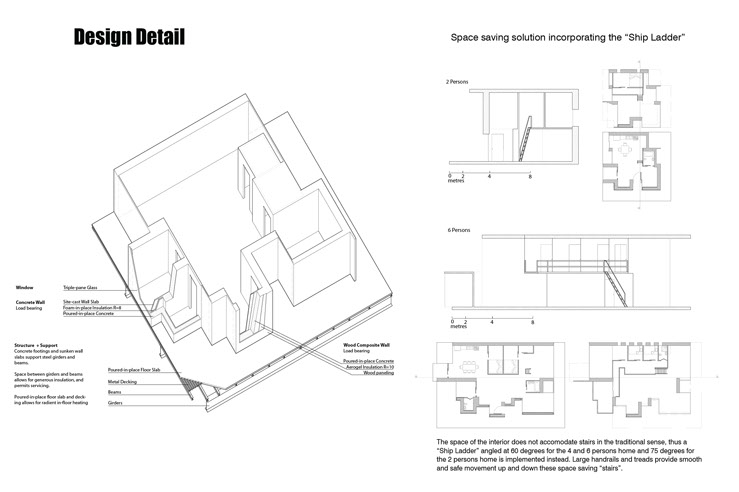 Design Detail
Space saving solution incorporating the “Ship Ladder”
2 Persons
0 2 4 8
metres
6 Persons
0 2 4 8
metres
Window
Triple-pane Glass
Concrete Wall
Load bearing
Site-cast Wall Slab
Foam-in-place Insulation R=8
Poured-in-place Concrete
Structure + Support
Concrete footings and sunken wall
slabs support steel girders and
beams.
Space between girders and beams
allows for generous insulation, and
permits servicing.
Poured-in-place floor slab and deck-
ing allows for radient in-floor heating
Poured-in-place Floor Slab
Metal Decking
Beams
Girders
Wood Composite Wall
Load bearing
Poured-in-place Concrete
Aerogel Insulation R=10
Wood paneling
The space of the interior does not accomodate stairs in the traditional sense, thus a
“Ship Ladder” angled at 60 degrees for the 4 and 6 persons home and 75 degrees for
the 2 persons home is implemented instead. Large handrails and treads provide smooth
and safe movement up and down these space saving “stairs”.